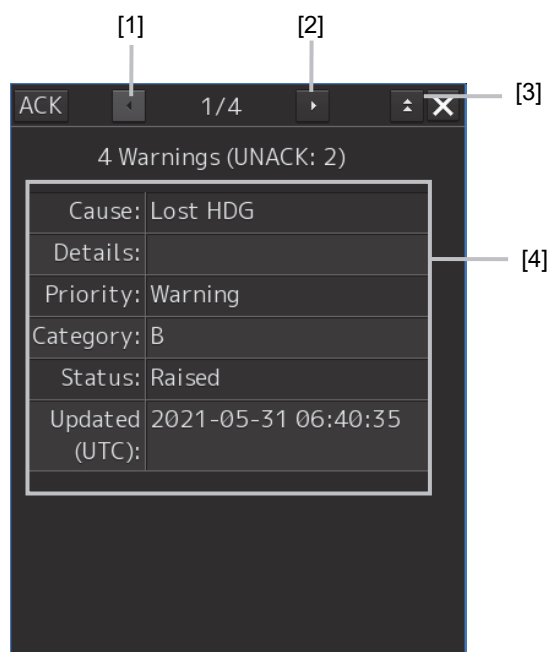 [1] [2]
ACK 1/4 [3]
4 Warnings (UNACK: 2)
Cause: Lost HDG
Details: [4]
Priority: Warning
Category: B
Status: Raised
Updated 2021-05-31 06:40:35
(UTC):